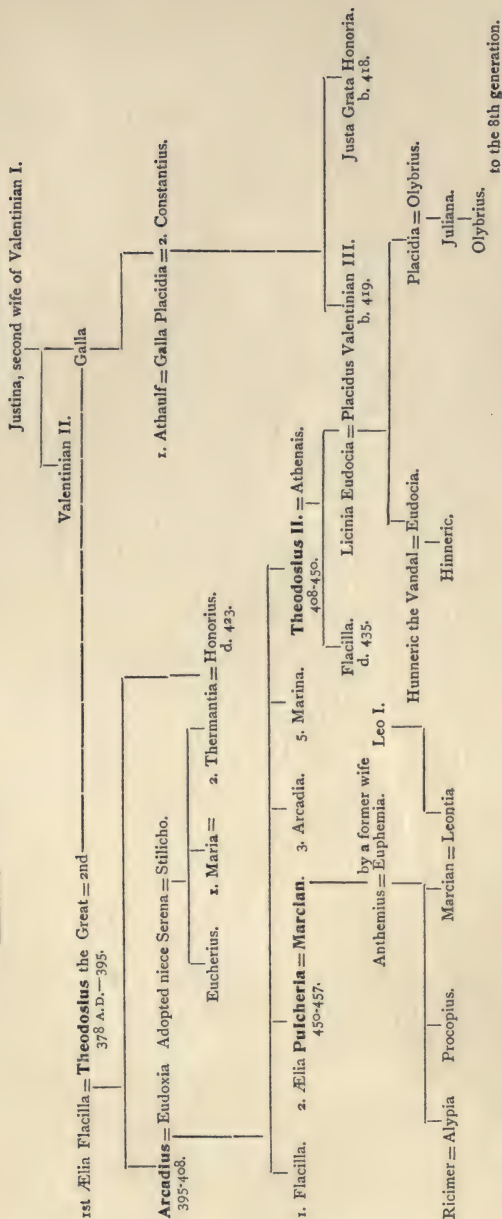 Justina, second wife of Valentinian I.
Valentinian II.
1st Ælia Flacilla = Theodosius the Great = 2nd Galla
378 A.D.—395.
1. Athaulf = Galla Placidia = 2. Constantius.
Arcadius = Eudoxia Adopted niece Serena = Stilicho.
395-408.
Eucherius. 1. Maria = 2. Thermantia = Honorius.
d. 423.
1. Flacilla. 2. Ælia Pulcheria = Marcian. 3. Arcadia. 5. Marina. Theodosius II. = Athenais.
450-457. 408-450.
Justa Grata Honoria.
b. 418.
Flacilla. Licinia Eudocia = Placidus Valentinian III.
d. 435. b. 419.
by a former wife
Anthemius = Euphemia. Leo I.
Hunneric the Vandal = Eudocia. Placidia = Olybrius.
Ricimer = Alypia Procopius. Marcian = Leontia
Hinneric. Juliana.
Olybrius.
to the 8th generation.